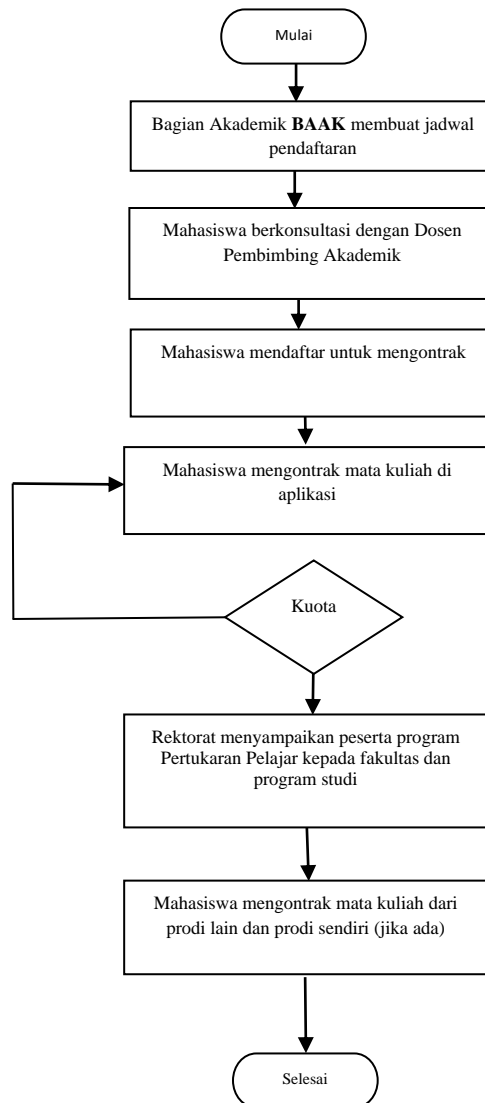 Mulai
Bagian Akademik BAAK membuat jadwal
pendaftaran
Mahasiswa berkonsultasi dengan Dosen
Pembimbing Akademik
Mahasiswa mendaftar untuk mengontrak
Mahasiswa mengontrak mata kuliah di
aplikasi
Kuota
Rektorat menyampaikan peserta program
Pertukaran Pelajar kepada fakultas dan
program studi
Mahasiswa mengontrak mata kuliah dari
prodi lain dan prodi sendiri (jika ada)
Selesai